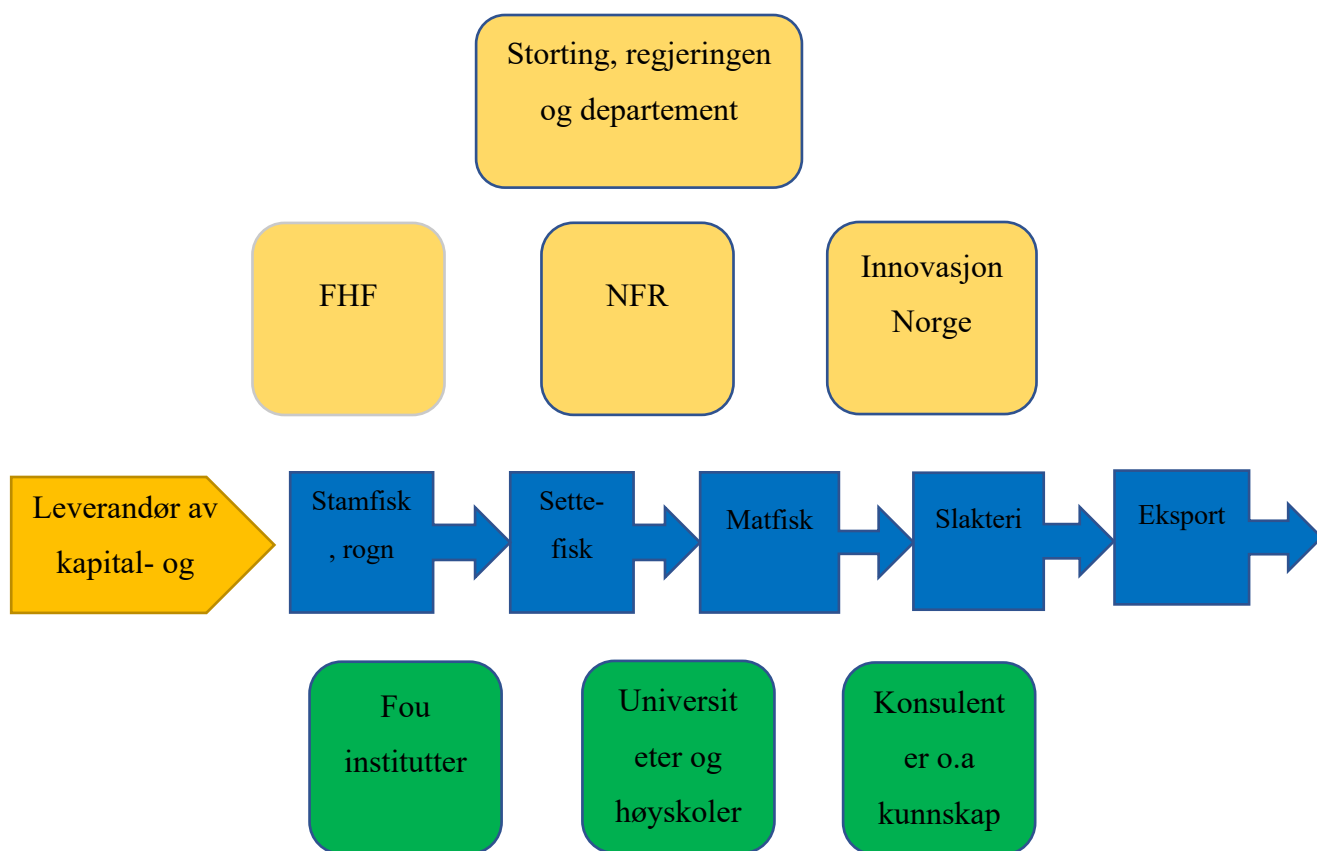 Storting, regjeringen
og departement
FHF
NFR
Innovasjon
Norge
Leverandør av
kapital- og
Stamfisk
, rogn
Sette-
fisk
Matfisk
Slakteri
Eksport
Fou
institutter
Universit
eter og
høyskoler
Konsulent
er o.a
kunnskap